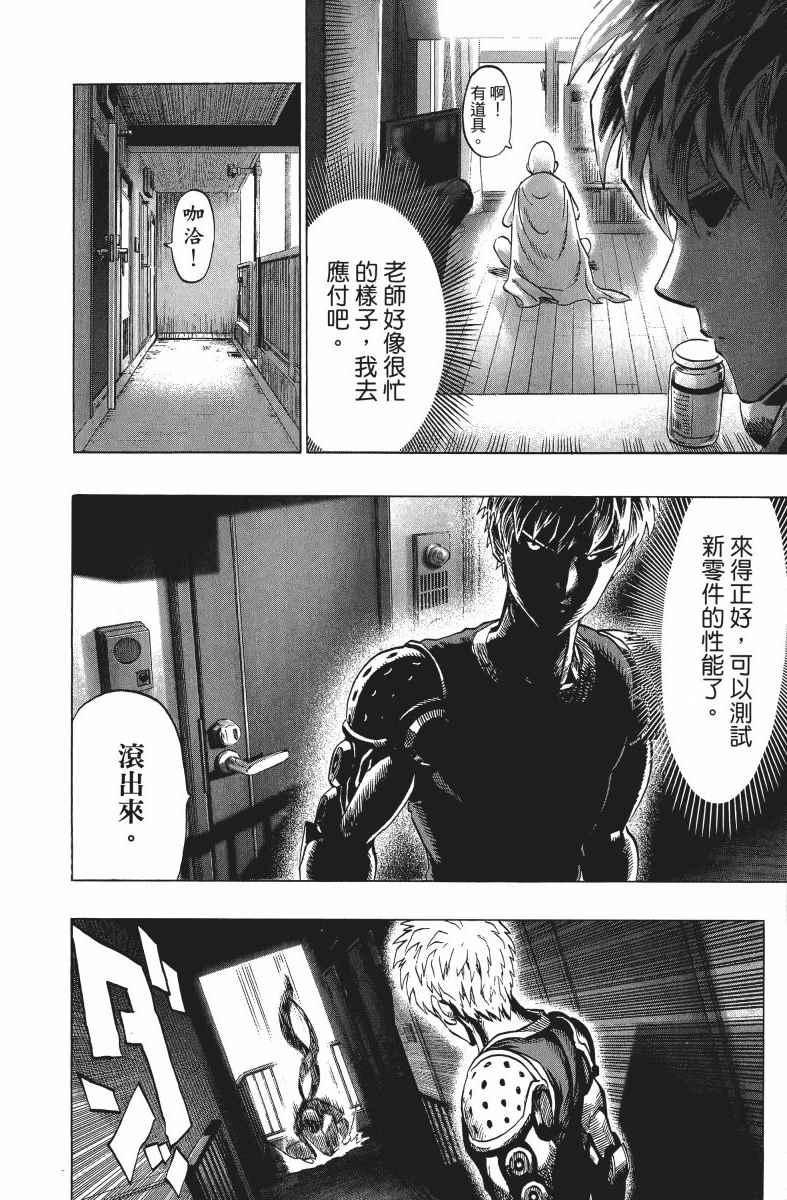 啊！
有道具。
老師好像很忙
的樣子，我去
應付吧。
咖洽！
來得正好，可以測試
新零件的性能了。
滾出來。
ダッ